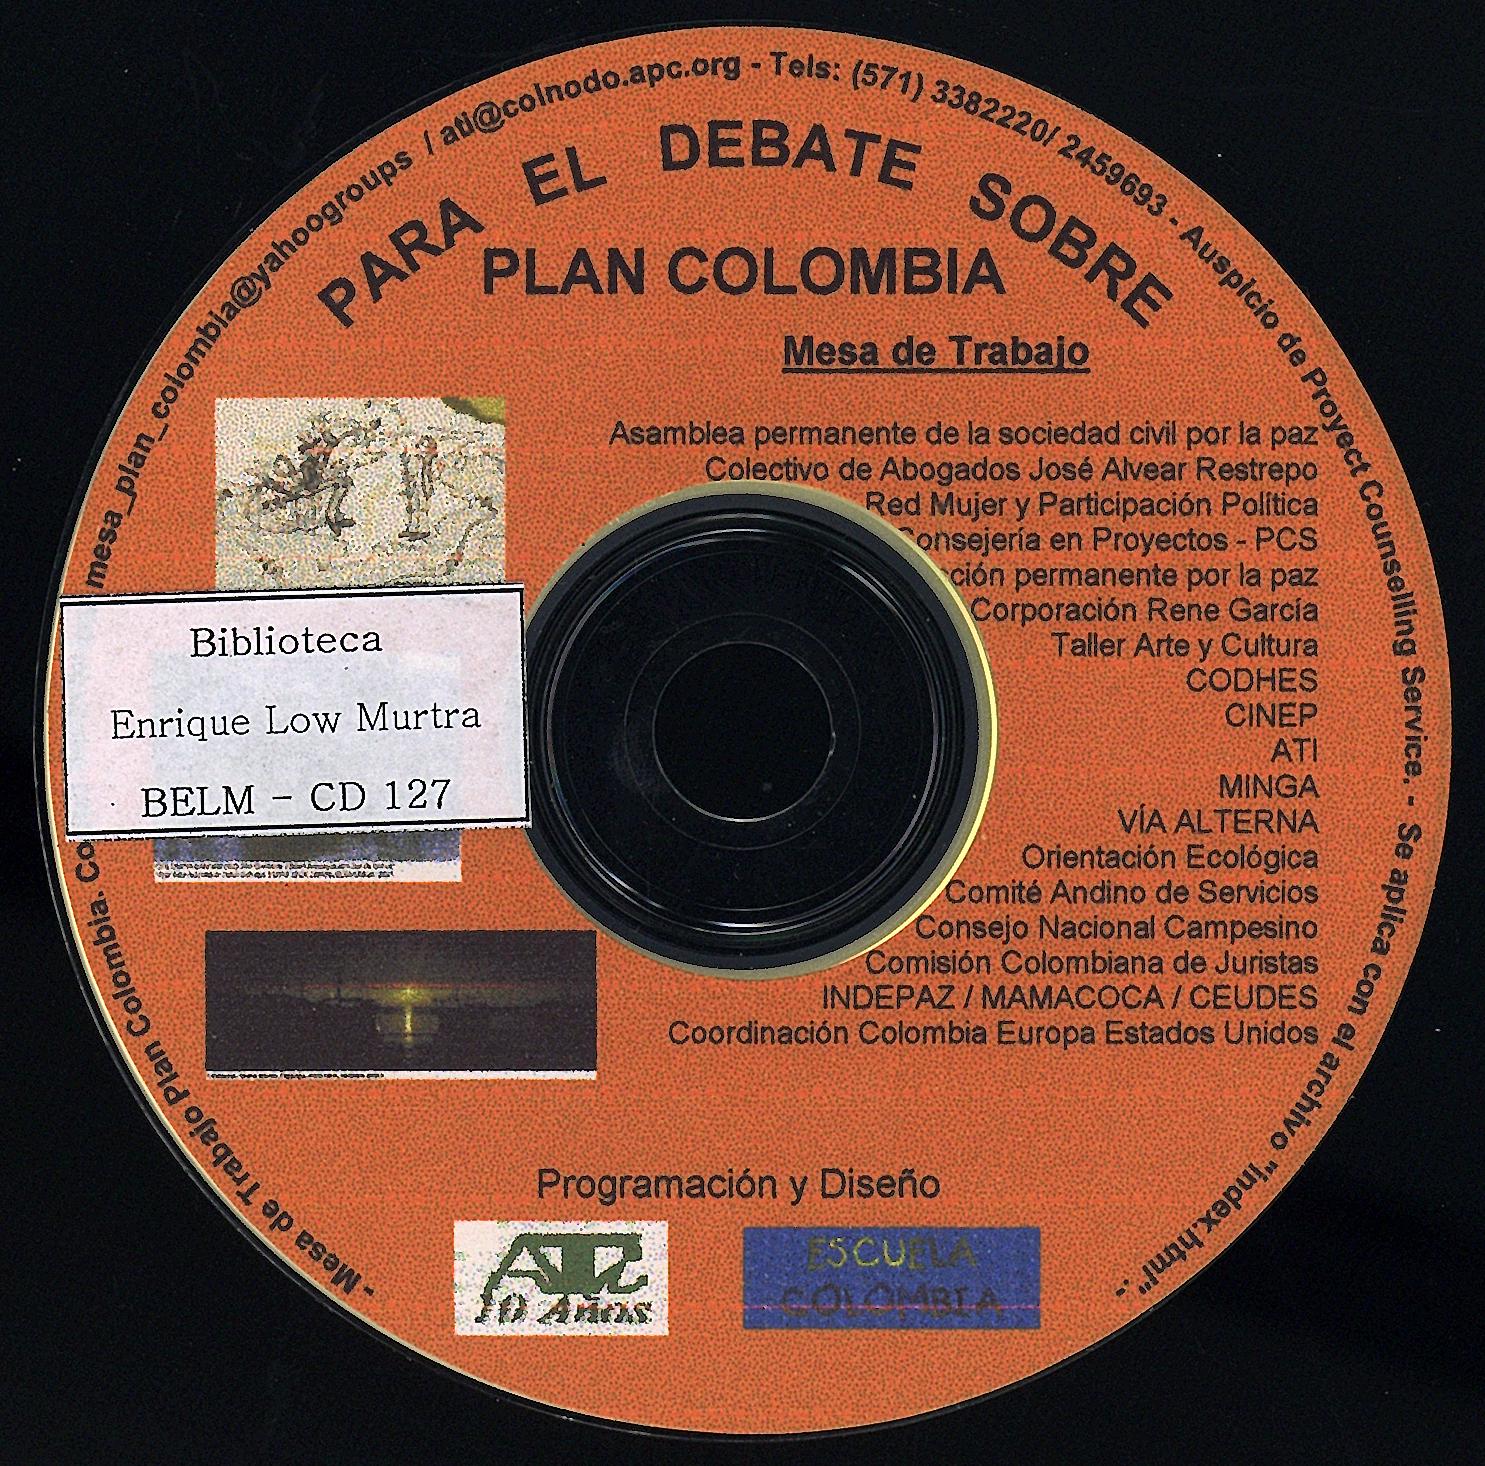 - Mesa de Trabajo Plan Colombia. Co
mesa_plan_colombia@yahoogroups / ati@colnodo.apc.org - Tels: (571) 3382220/ 2459693 - Auspicio de Proyect Counselling Service. - Se aplica con el archivo "index.html".-
PARA EL DEBATE SOBRE
PLAN COLOMBIA
Mesa de Trabajo
Asamblea permanente de la sociedad civil por la paz
Colectivo de Abogados José Alvear Restrepo
Red Mujer y Participación Política
onsejería en Proyectos - PCS
ción permanente por la paz
Corporación Rene García
Taller Arte y Cultura
CODHES
CINEP
ATI
MINGA
VÍA ALTERNA
Orientación Ecológica
Comité Andino de Servicios
Consejo Nacional Campesino
Comisión Colombiana de Juristas
INDEPAZ / MAMACOCA / CEUDES
Coordinación Colombia Europa Estados Unidos
Biblioteca
Enrique Low Murtra
BELM - CD 127
Programación y Diseño
ATI
10 Años
ESCUELA
COLOMBIA